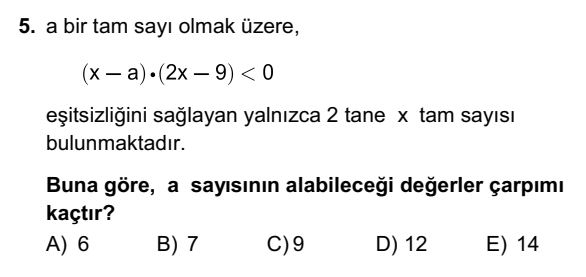 5. a bir tam sayı olmak üzere,
(x – a)•(2x – 9) < 0
eşitsizliğini sağlayan yalnızca 2 tane x tam sayısı
bulunmaktadır.
Buna göre, a sayısının alabileceği değerler çarpımı
kaçtır?
A) 6 B) 7 C) 9 D) 12 E) 14